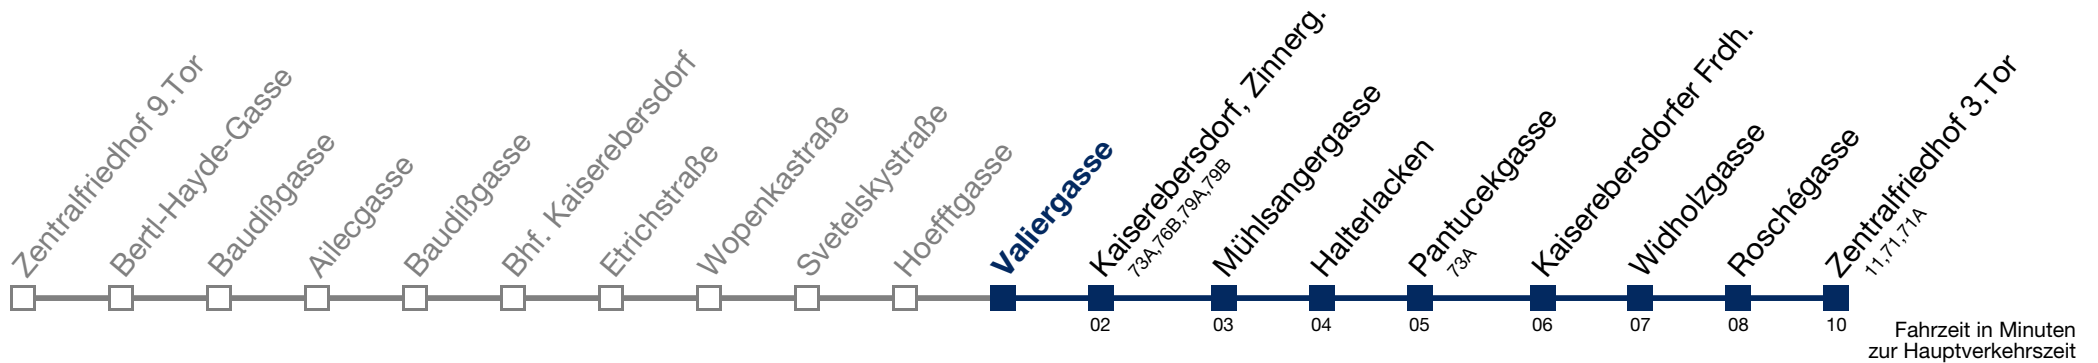 Zentralfriedhof 9.Tor
Bertl-Hayde-Gasse
Baudißgasse
Ailecgasse
Baudißgasse
Bhf. Kaiserebersdorf
Etrichstraße
Wopenkastraße
Svetelskystraße
Hoefftgasse
Valiergasse
Kaiserebersdorf, Zinnerg.
73A,76B,79A,79B
Mühlsangergasse
Halterlacken
Pantucekgasse
73A
Kaiserebersdorfer Frdh.
Widholzgasse
Roschégasse
Zentralfriedhof 3.Tor
11,71,71A
02 03 04 05 06 07 08 10
Fahrzeit in Minuten
zur Hauptverkehrszeit